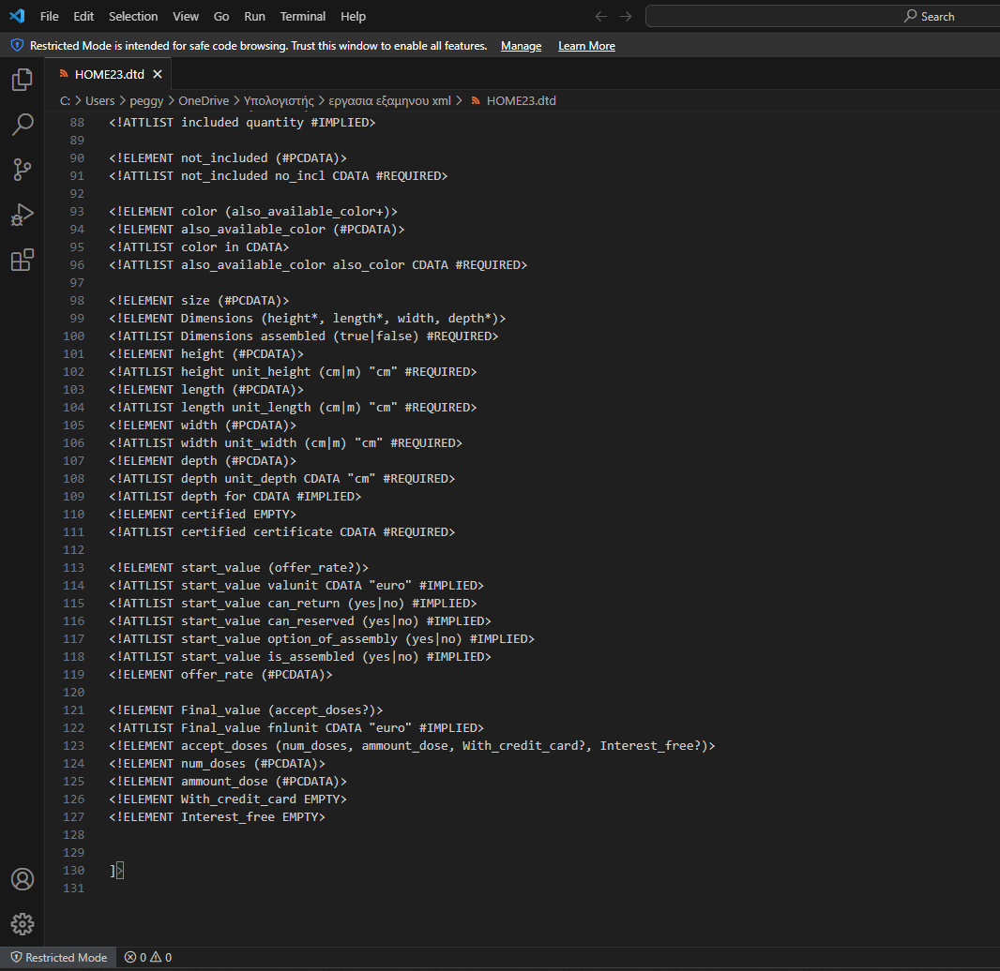 File Edit Selection View Go Run Terminal Help Search
Restricted Mode is intended for safe code browsing. Trust this window to enable all features. Manage Learn More
HOME23.dtd
C: > Users > peggy > OneDrive > Υπολογιστής > εργασια εξαμηνου xml > HOME23.dtd
88 <!ATTLIST included quantity #IMPLIED>
89
90 <!ELEMENT not_included (#PCDATA)>
91 <!ATTLIST not_included no_incl CDATA #REQUIRED>
92
93 <!ELEMENT color (also_available_color+)>
94 <!ELEMENT also_available_color (#PCDATA)>
95 <!ATTLIST color in CDATA>
96 <!ATTLIST also_available_color also_color CDATA #REQUIRED>
97
98 <!ELEMENT size (#PCDATA)>
99 <!ELEMENT Dimensions (height*, length*, width, depth*)>
100 <!ATTLIST Dimensions assembled (true|false) #REQUIRED>
101 <!ELEMENT height (#PCDATA)>
102 <!ATTLIST height unit_height (cm|m) "cm" #REQUIRED>
103 <!ELEMENT length (#PCDATA)>
104 <!ATTLIST length unit_length (cm|m) "cm" #REQUIRED>
105 <!ELEMENT width (#PCDATA)>
106 <!ATTLIST width unit_width (cm|m) "cm" #REQUIRED>
107 <!ELEMENT depth (#PCDATA)>
108 <!ATTLIST depth unit_depth CDATA "cm" #REQUIRED>
109 <!ATTLIST depth for CDATA #IMPLIED>
110 <!ELEMENT certified EMPTY>
111 <!ATTLIST certified certificate CDATA #REQUIRED>
112
113 <!ELEMENT start_value (offer_rate?)>
114 <!ATTLIST start_value valunit CDATA "euro" #IMPLIED>
115 <!ATTLIST start_value can_return (yes|no) #IMPLIED>
116 <!ATTLIST start_value can_reserved (yes|no) #IMPLIED>
117 <!ATTLIST start_value option_of_assembly (yes|no) #IMPLIED>
118 <!ATTLIST start_value is_assembled (yes|no) #IMPLIED>
119 <!ELEMENT offer_rate (#PCDATA)>
120
121 <!ELEMENT Final_value (accept_doses?)>
122 <!ATTLIST Final_value fnlunit CDATA "euro" #IMPLIED>
123 <!ELEMENT accept_doses (num_doses, ammount_dose, With_credit_card?, Interest_free?)>
124 <!ELEMENT num_doses (#PCDATA)>
125 <!ELEMENT ammount_dose (#PCDATA)>
126 <!ELEMENT With_credit_card EMPTY>
127 <!ELEMENT Interest_free EMPTY>
128
129
130 ]>
131
Restricted Mode 0 0